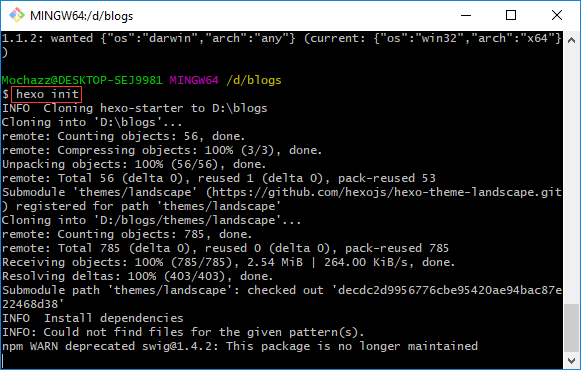 MINGW64:/d/blogs
1.1.2: wanted {"os":"darwin","arch":"any"} (current: {"os":"win32","arch":"x64"}
)
Mochazz@DESKTOP-SEJ9981 MINGW64 /d/blogs
$ hexo init
INFO  Cloning hexo-starter to D:\blogs
Cloning into 'D:\blogs'...
remote: Counting objects: 56, done.
remote: Compressing objects: 100% (3/3), done.
Unpacking objects: 100% (56/56), done.
remote: Total 56 (delta 0), reused 1 (delta 0), pack-reused 53
Submodule 'themes/landscape' (https://github.com/hexojs/hexo-theme-landscape.git
) registered for path 'themes/landscape'
Cloning into 'D:/blogs/themes/landscape'...
remote: Counting objects: 785, done.
remote: Total 785 (delta 0), reused 0 (delta 0), pack-reused 785
Receiving objects: 100% (785/785), 2.54 MiB | 264.00 KiB/s, done.
Resolving deltas: 100% (403/403), done.
Submodule path 'themes/landscape': checked out 'decdc2d9956776cbe95420ae94bac87e
22468d38'
INFO  Install dependencies
INFO: Could not find files for the given pattern(s).
npm WARN deprecated swig@1.4.2: This package is no longer maintained